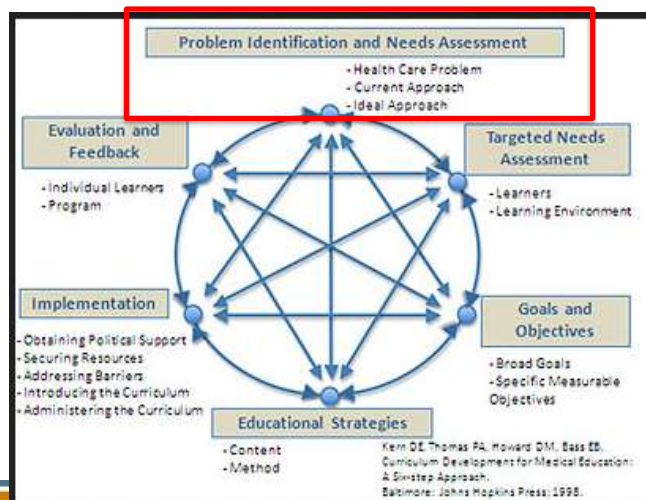 Problem Identification and Needs Assessment
- Health Care Problem
- Current Approach
- Ideal Approach
Evaluation and
Feedback
- Individual Learners
- Program
Targeted Needs
Assessment
- Learners
- Learning Environment
Implementation
- Obtaining Political Support
- Securing Resources
- Addressing Barriers
- Introducing the Curriculum
- Administering the Curriculum
Goals and
Objectives
- Broad Goals
- Specific Measurable
Objectives
Educational Strategies
- Content
- Method
Kern DE, Thomas PA, Howard DM, Bass EB.
Curriculum Development for Medical Education:
A Six-step Approach.
Baltimore: Johns Hopkins Press; 1998.